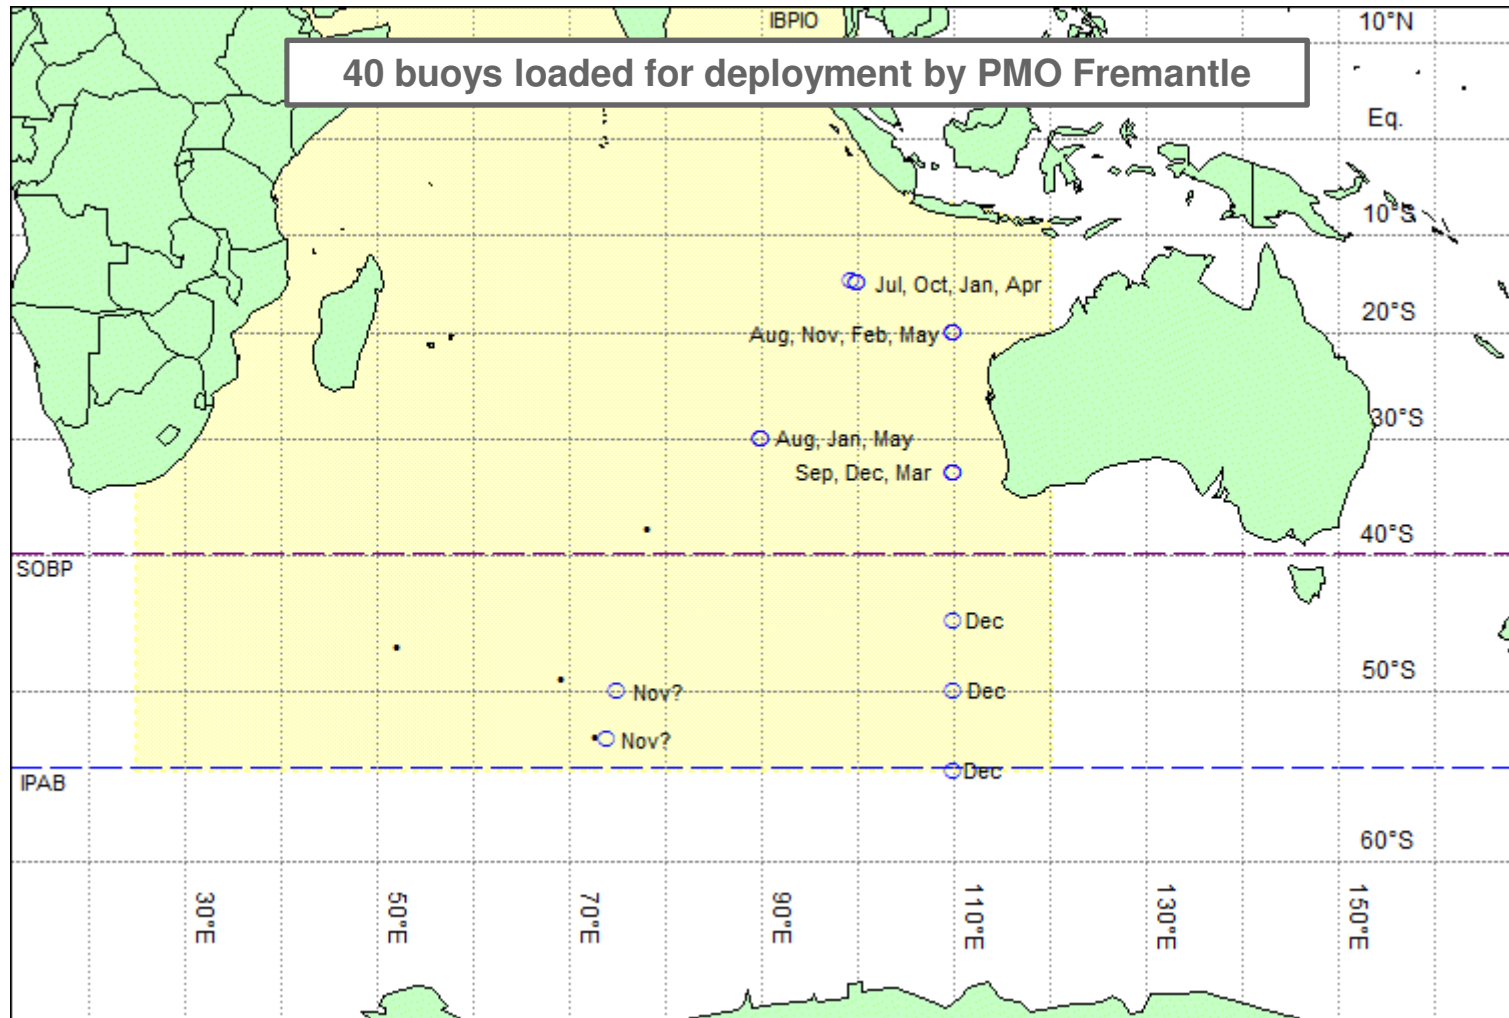 IBPIO
10°N
40 buoys loaded for deployment by PMO Fremantle
Eq.
10°S
Jul, Oct, Jan, Apr
20°S
Aug, Nov, Feb, May
30°S
Aug, Jan, May
Sep, Dec, Mar
40°S
SOBP
Dec
50°S
Nov?
Dec
Nov?
Dec
IPAB
60°S
30°E
50°E
70°E
90°E
110°E
130°E
150°E